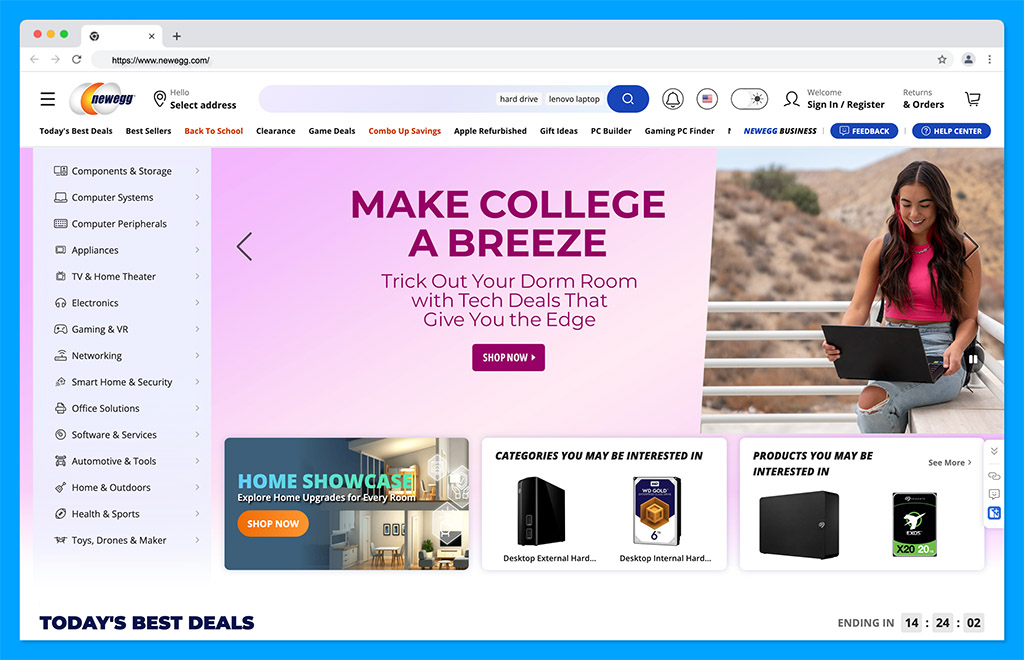 https://www.newegg.com/
newegg
Hello
Select address
hard drive
lenovo laptop
Welcome
Sign In / Register
Returns
& Orders
Today's Best Deals
Best Sellers
Back To School
Clearance
Game Deals
Combo Up Savings
Apple Refurbished
Gift Ideas
PC Builder
Gaming PC Finder
NEWEGG BUSINESS
FEEDBACK
HELP CENTER
Components & Storage
Computer Systems
Computer Peripherals
Appliances
TV & Home Theater
Electronics
Gaming & VR
Networking
Smart Home & Security
Office Solutions
Software & Services
Automotive & Tools
Home & Outdoors
Health & Sports
Toys, Drones & Maker
MAKE COLLEGE
A BREEZE
Trick Out Your Dorm Room
with Tech Deals That
Give You the Edge
SHOP NOW
HOME SHOWCASE
Explore Home Upgrades for Every Room
SHOP NOW
CATEGORIES YOU MAY BE INTERESTED IN
WD GOLD
6
Desktop External Hard...
Desktop Internal Hard...
PRODUCTS YOU MAY BE
INTERESTED IN
See More
EXOS
X20 20
TODAY'S BEST DEALS
ENDING IN 14 : 24 : 02